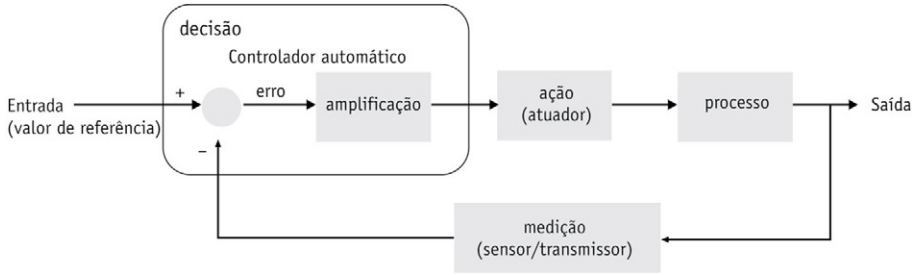 decisão
Controlador automático
Entrada
(valor de referência)
+
erro
amplificação
ação
(atuador)
processo
Saída
–
medição
(sensor/transmissor)